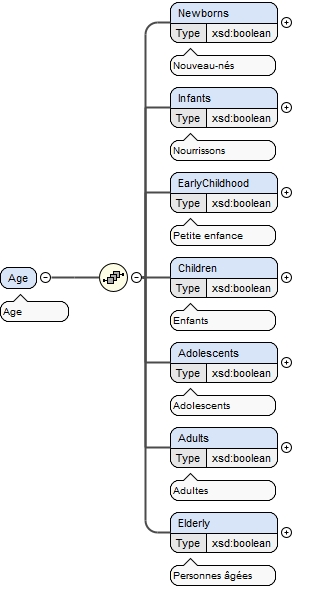 Age
Age
Newborns
Type xsd:boolean
Nouveau-nés
Infants
Type xsd:boolean
Nourrissons
EarlyChildhood
Type xsd:boolean
Petite enfance
Children
Type xsd:boolean
Enfants
Adolescents
Type xsd:boolean
Adolescents
Adults
Type xsd:boolean
Adultes
Elderly
Type xsd:boolean
Personnes âgées